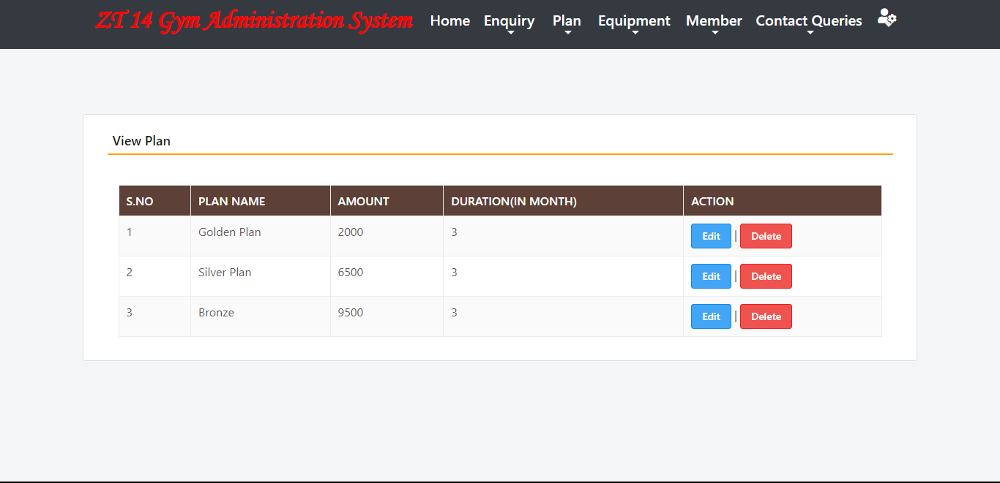 ZT 14 Gym Administration System Home Enquiry Plan Equipment Member Contact Queries
View Plan
S.NO PLAN NAME AMOUNT DURATION(IN MONTH) ACTION
1 Golden Plan 2000 3 Edit | Delete
2 Silver Plan 6500 3 Edit | Delete
3 Bronze 9500 3 Edit | Delete